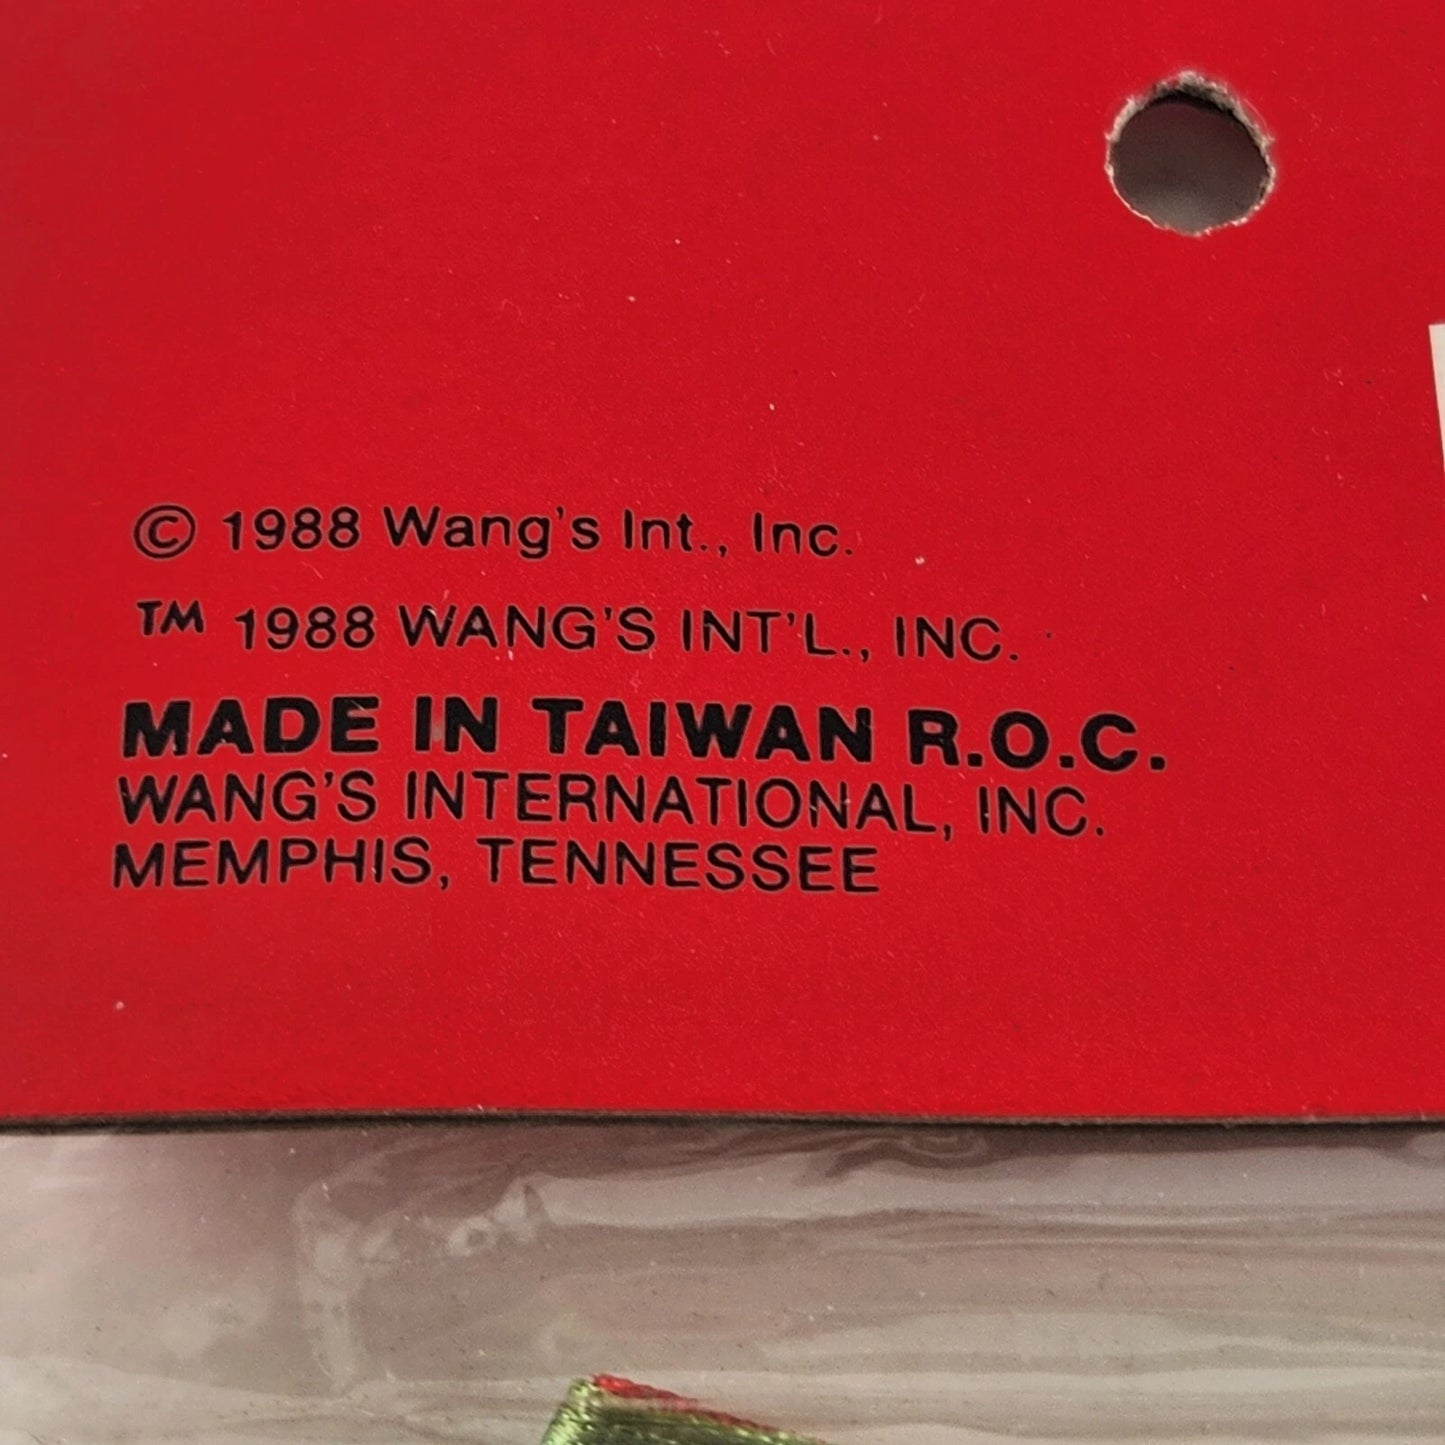 © 1988 Wang's Int., Inc.
TM 1988 WANG'S INT'L., INC.
MADE IN TAIWAN R.O.C.
WANG'S INTERNATIONAL, INC.
MEMPHIS, TENNESSEE